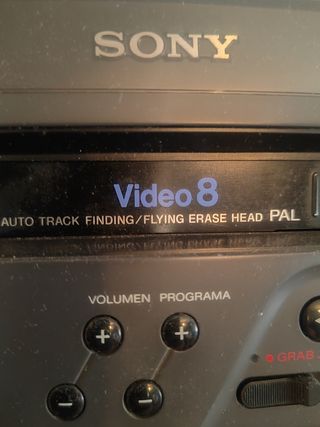 SONY
Video 8
AUTO TRACK FINDING/FLYING ERASE HEAD PAL
VOLUMEN PROGRAMA
+ +
- -
GRAB